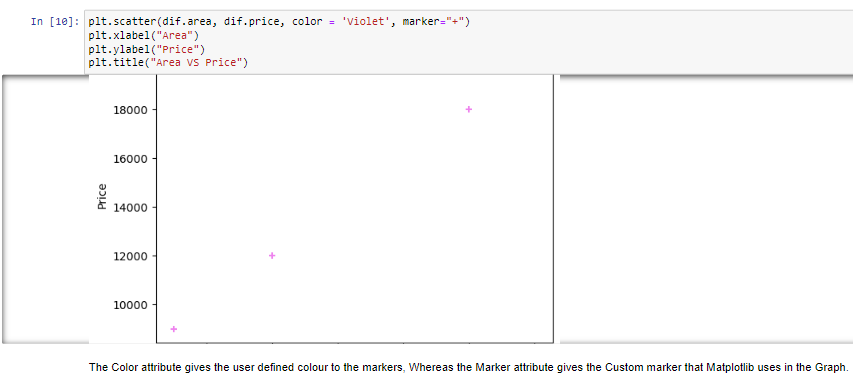 In [10]: plt.scatter(dif.area, dif.price, color = 'Violet', marker="+")
plt.xlabel("Area")
plt.ylabel("Price")
plt.title("Area VS Price")
18000
16000
Price
14000
12000
10000
The Color attribute gives the user defined colour to the markers, Whereas the Marker attribute gives the Custom marker that Matplotlib uses in the Graph.